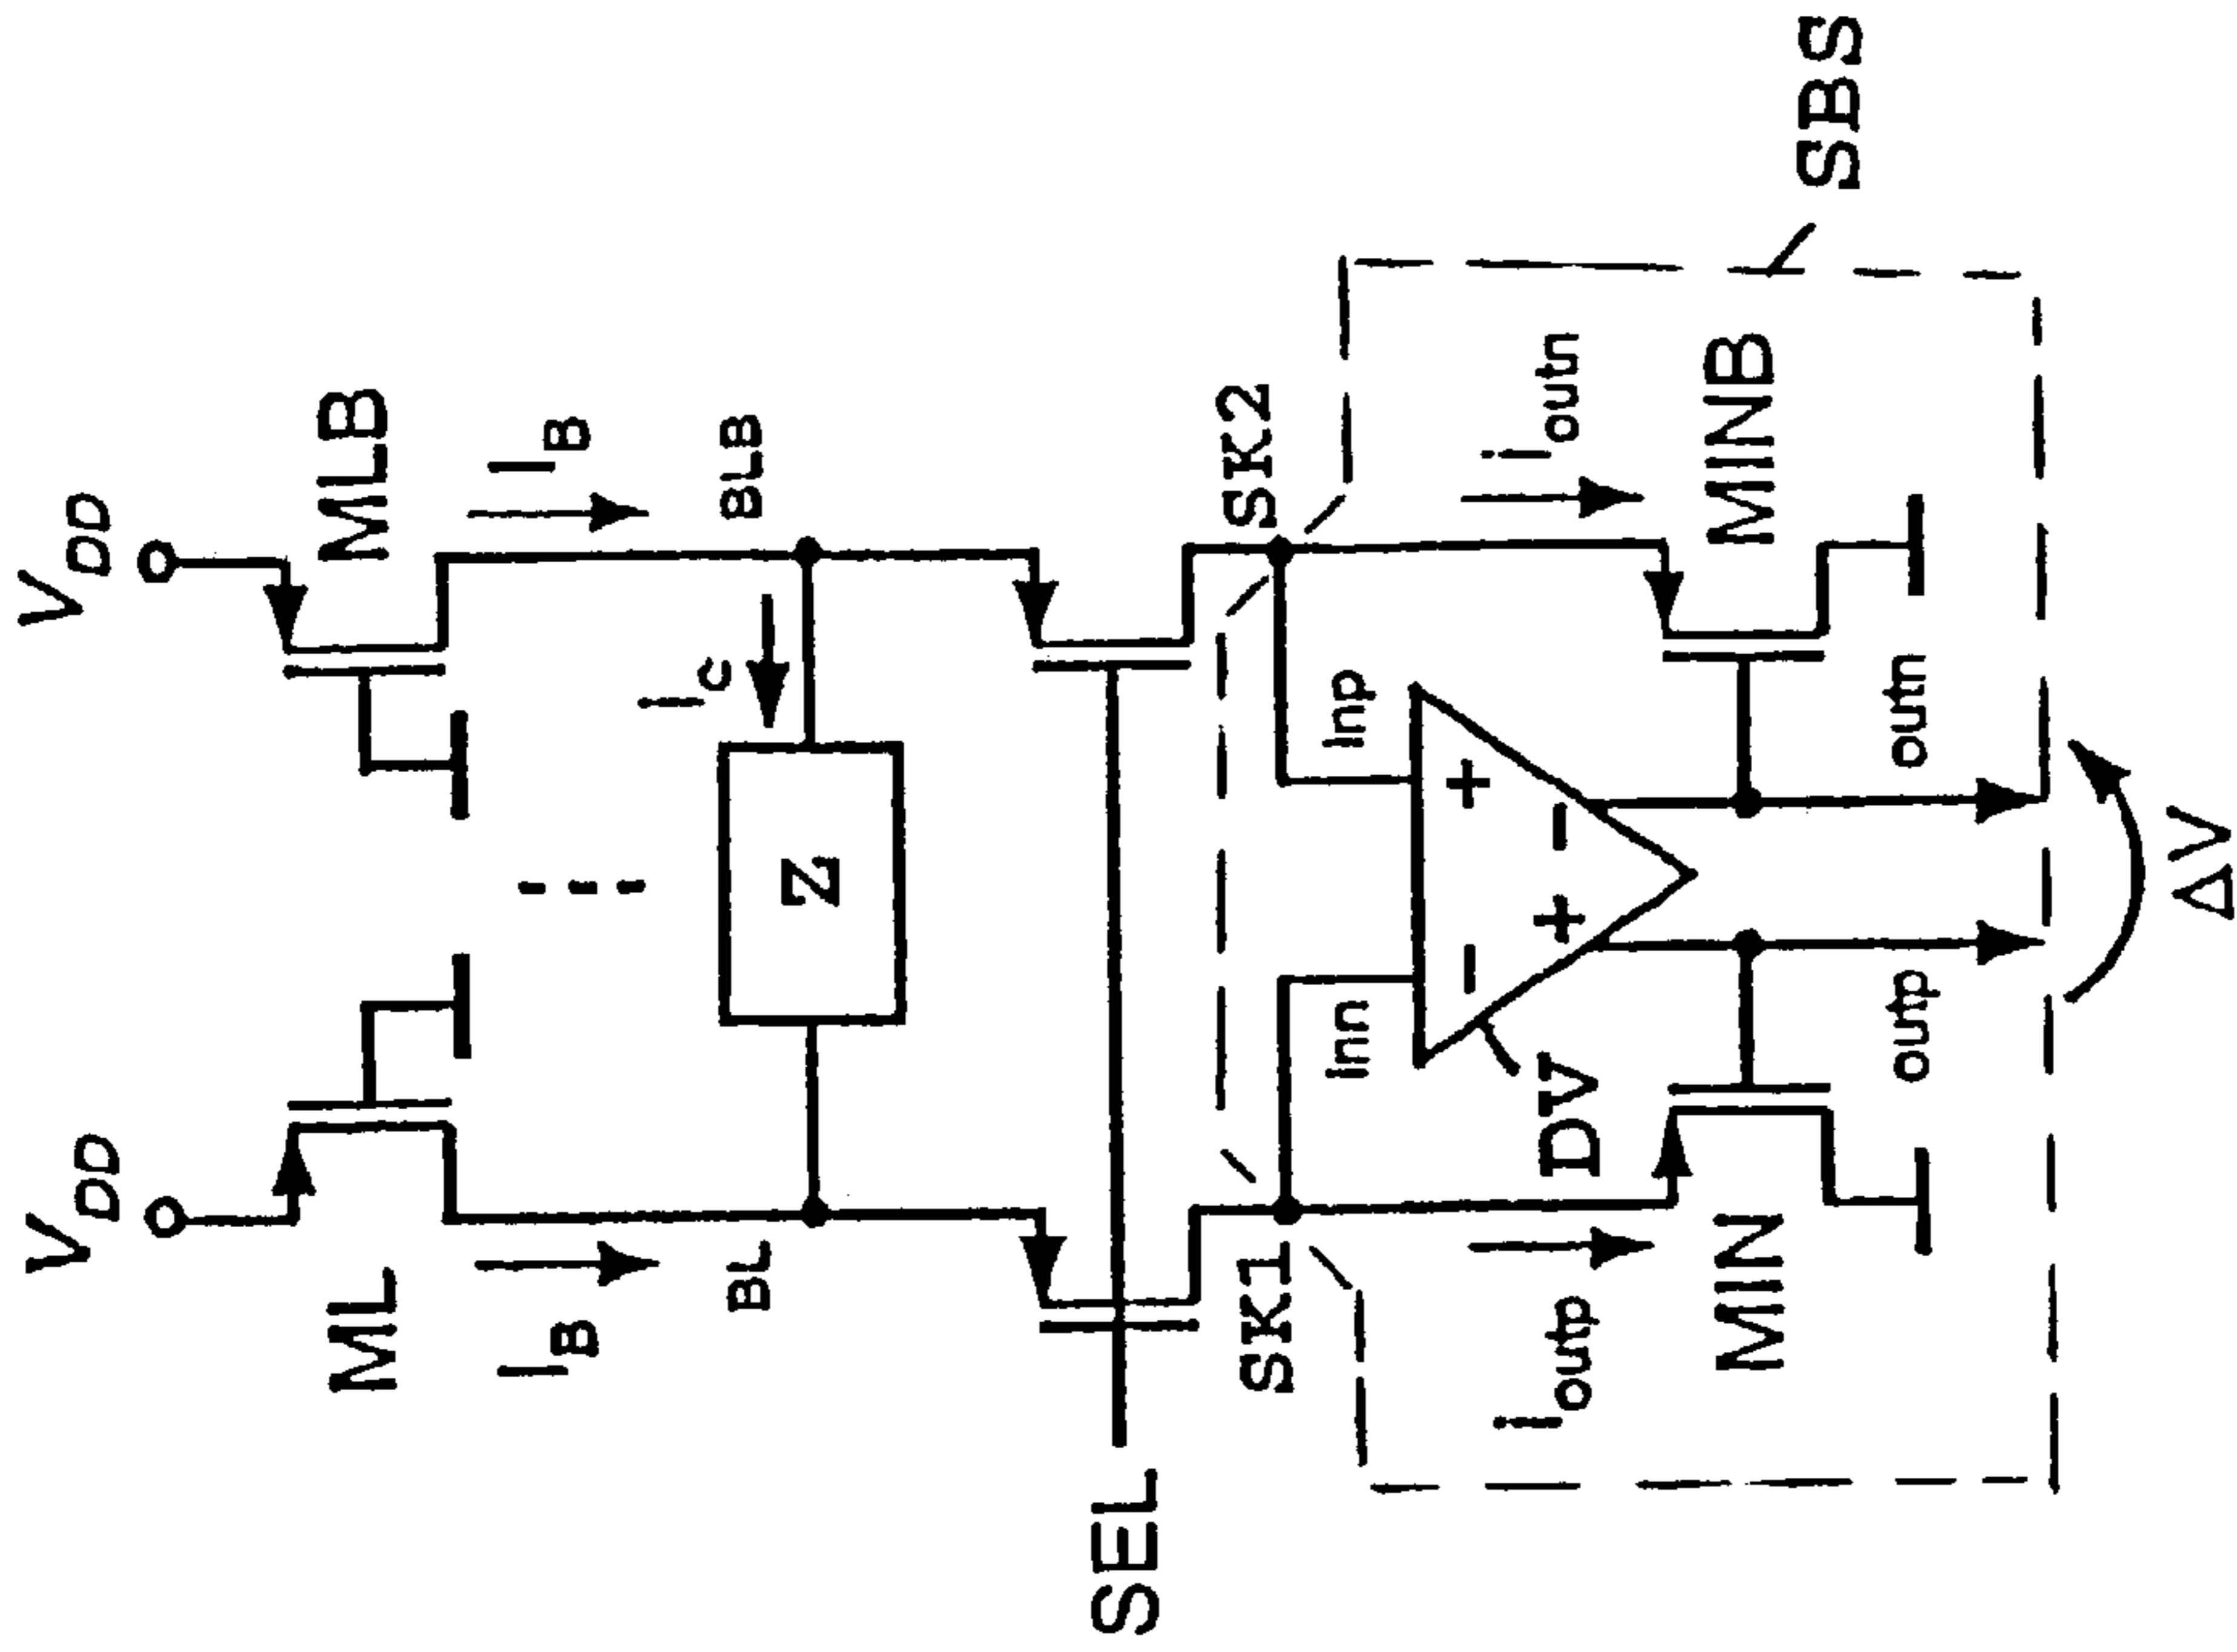 V_DD
V_DD
ML
MLB
I_B
I_B
i_C
BL
BLB
Z
SEL
SK1
SK2
inn
inp
- +
+ -
i_outp
i_outn
DV
MIN
MINB
outp
outn
SBS
ΔV